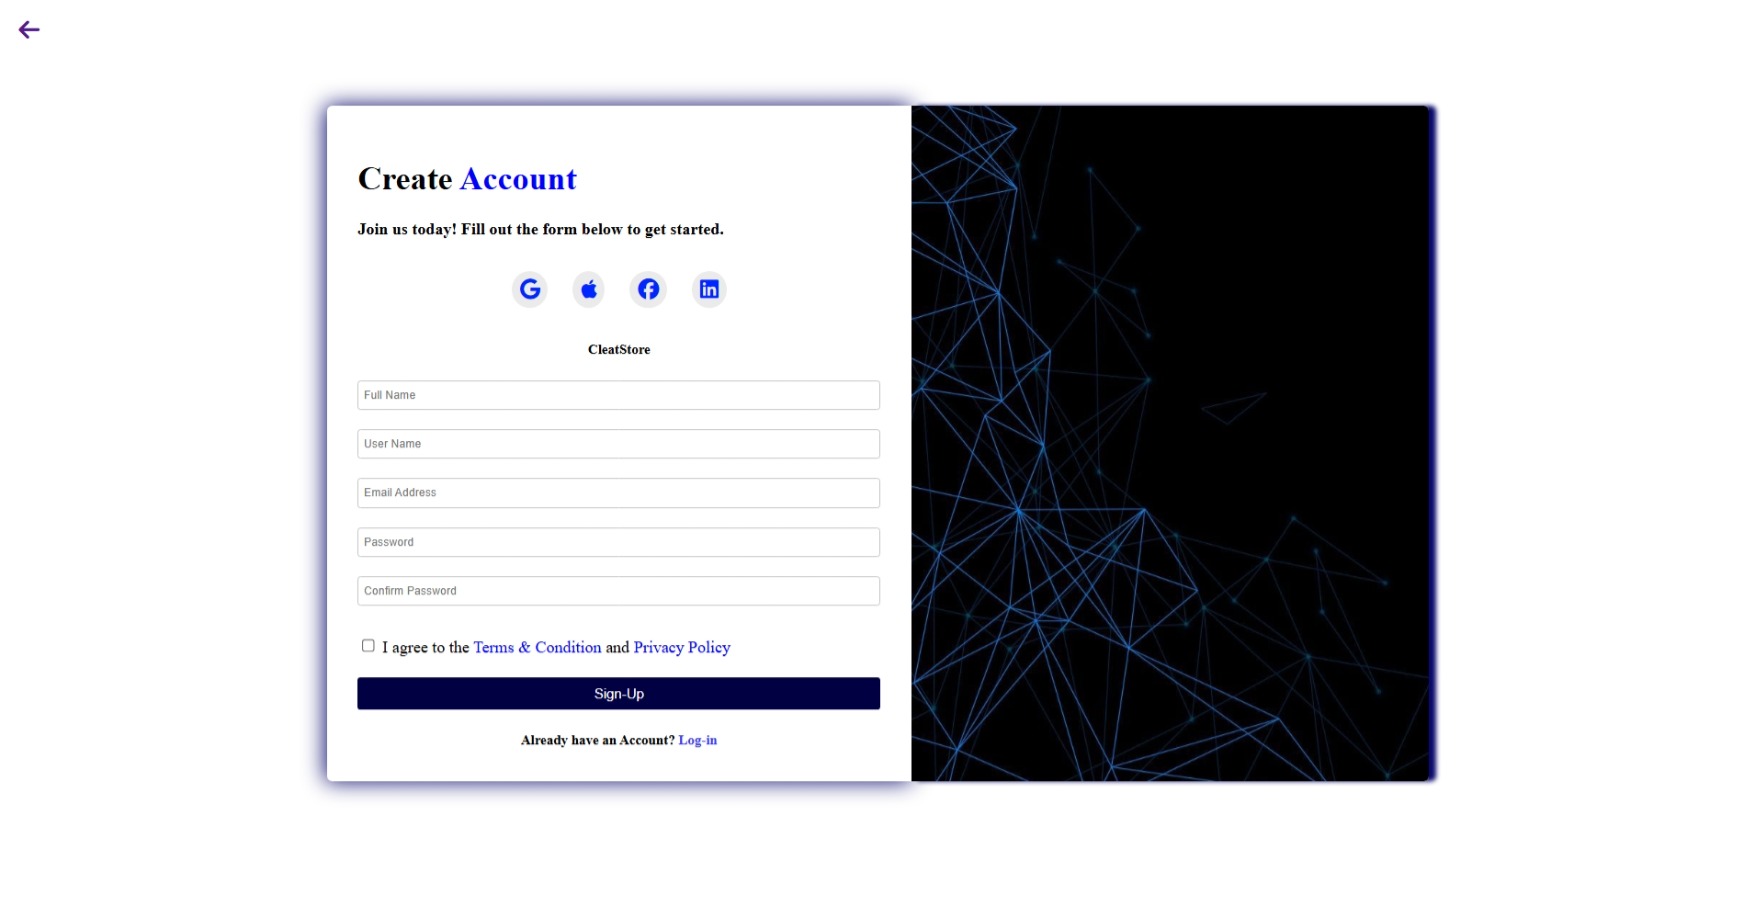 Create Account
Join us today! Fill out the form below to get started.
CleatStore
Full Name
User Name
Email Address
Password
Confirm Password
I agree to the Terms & Condition and Privacy Policy
Sign-Up
Already have an Account? Log-in